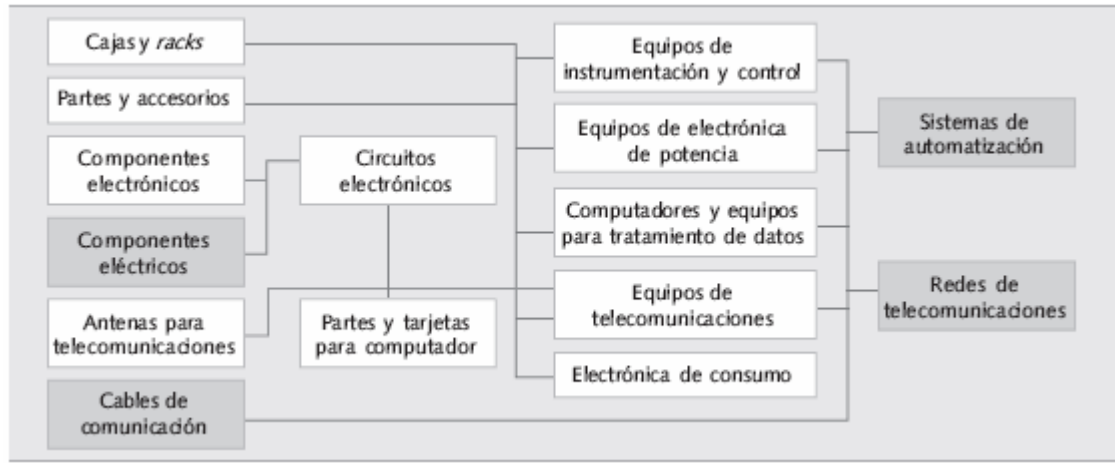 Cajas y racks
Partes y accesorios
Componentes
electrónicos
Componentes
eléctricos
Antenas para
telecomunicaciones
Cables de
comunicación
Circuitos
electrónicos
Partes y tarjetas
para computador
Equipos de
instrumentación y control
Equipos de electrónica
de potencia
Computadores y equipos
para tratamiento de datos
Equipos de
telecomunicaciones
Electrónica de consumo
Sistemas de
automatización
Redes de
telecomunicaciones